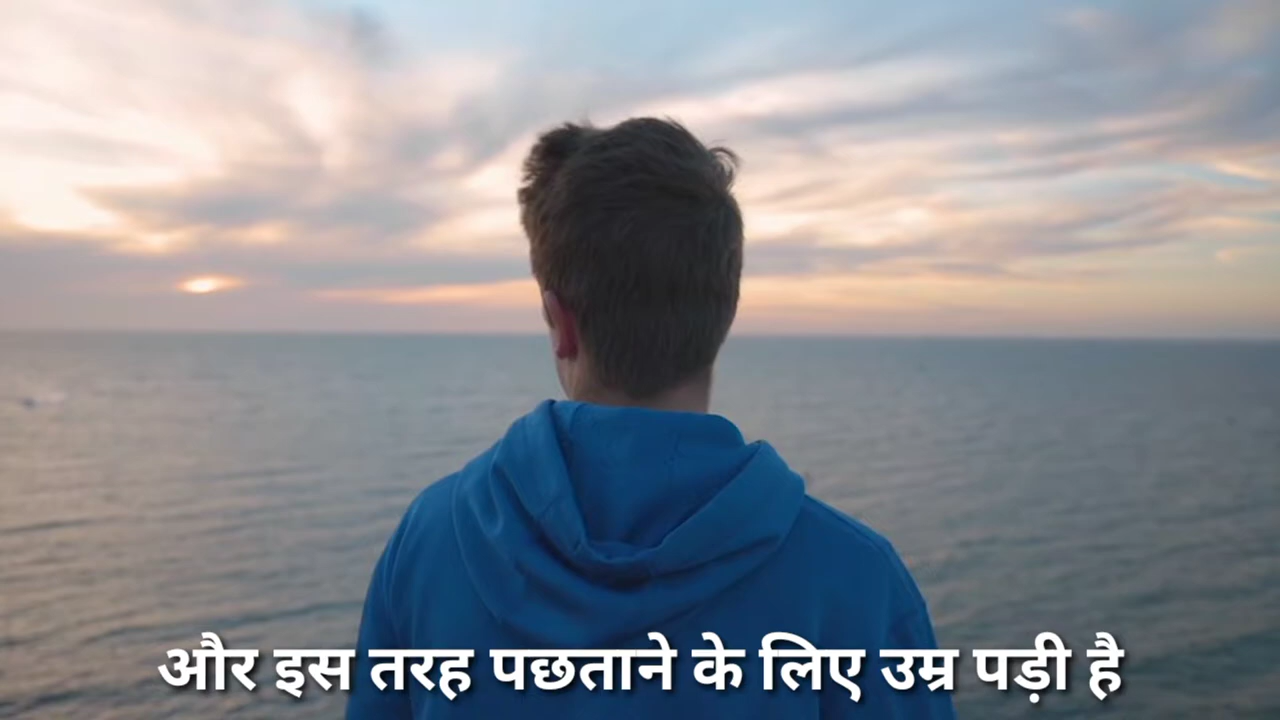 और इस तरह पछताने के लिए उम्र पड़ी है